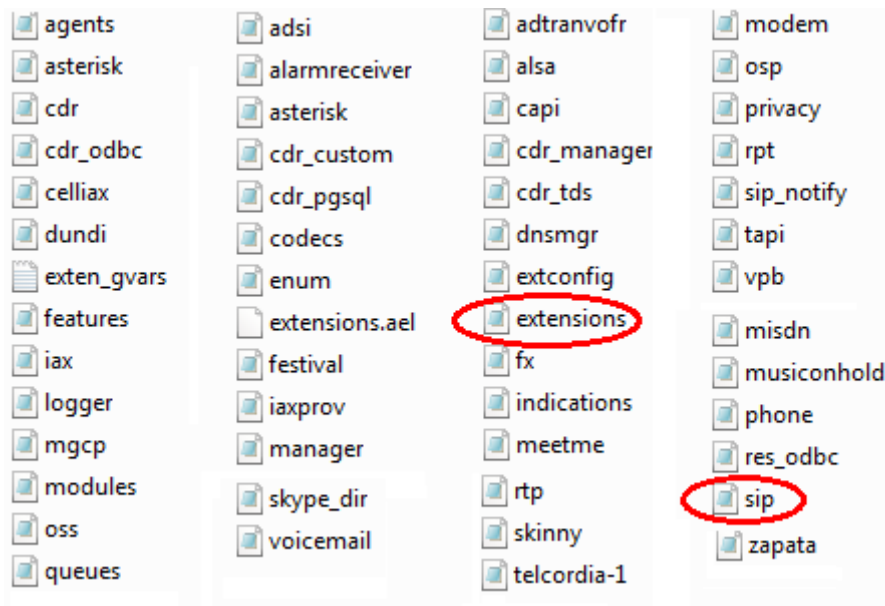 agents
asterisk
cdr
cdr_odbc
celliax
dundi
exten_gvars
features
iax
logger
mgcp
modules
oss
queues
adsi
alarmreceiver
asterisk
cdr_custom
cdr_pgsql
codecs
enum
extensions.ael
festival
iaxprov
manager
skype_dir
voicemail
adtranvofr
alsa
capi
cdr_manager
cdr_tds
dnsmgr
extconfig
extensions
fx
indications
meetme
rtp
skinny
telcordia-1
modem
osp
privacy
rpt
sip_notify
tapi
vpb
misdn
musiconhold
phone
res_odbc
sip
zapata